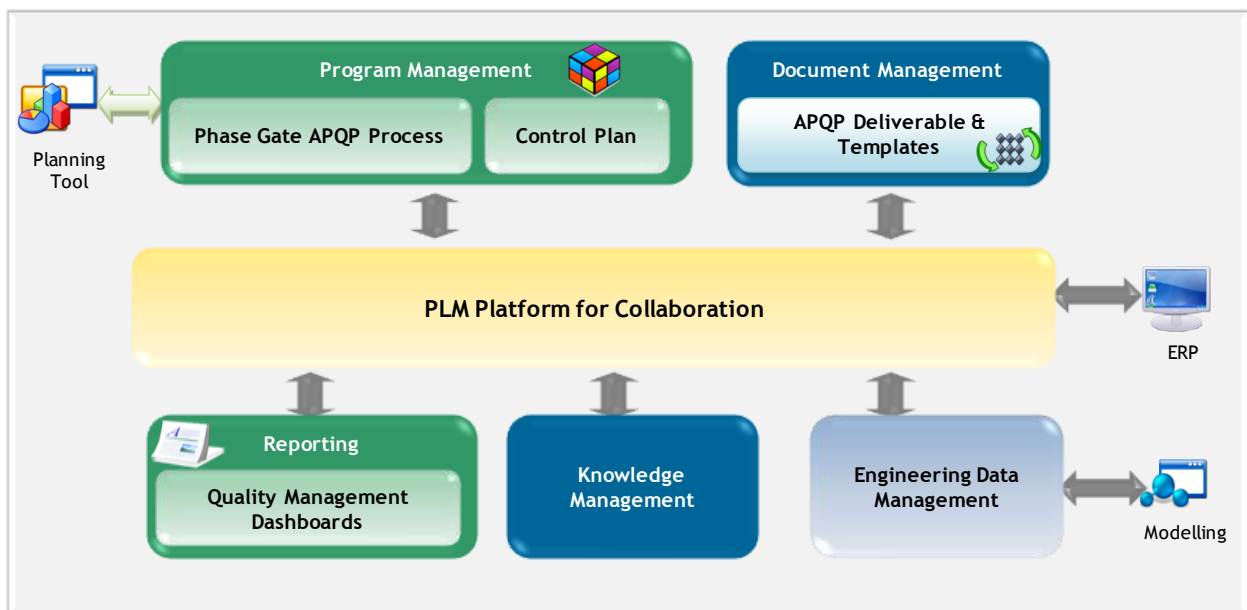 Program Management
Document Management
Phase Gate APQP Process
Control Plan
APQP Deliverable &
Templates
Planning
Tool
PLM Platform for Collaboration
ERP
Reporting
Quality Management
Dashboards
Knowledge
Management
Engineering Data
Management
Modelling